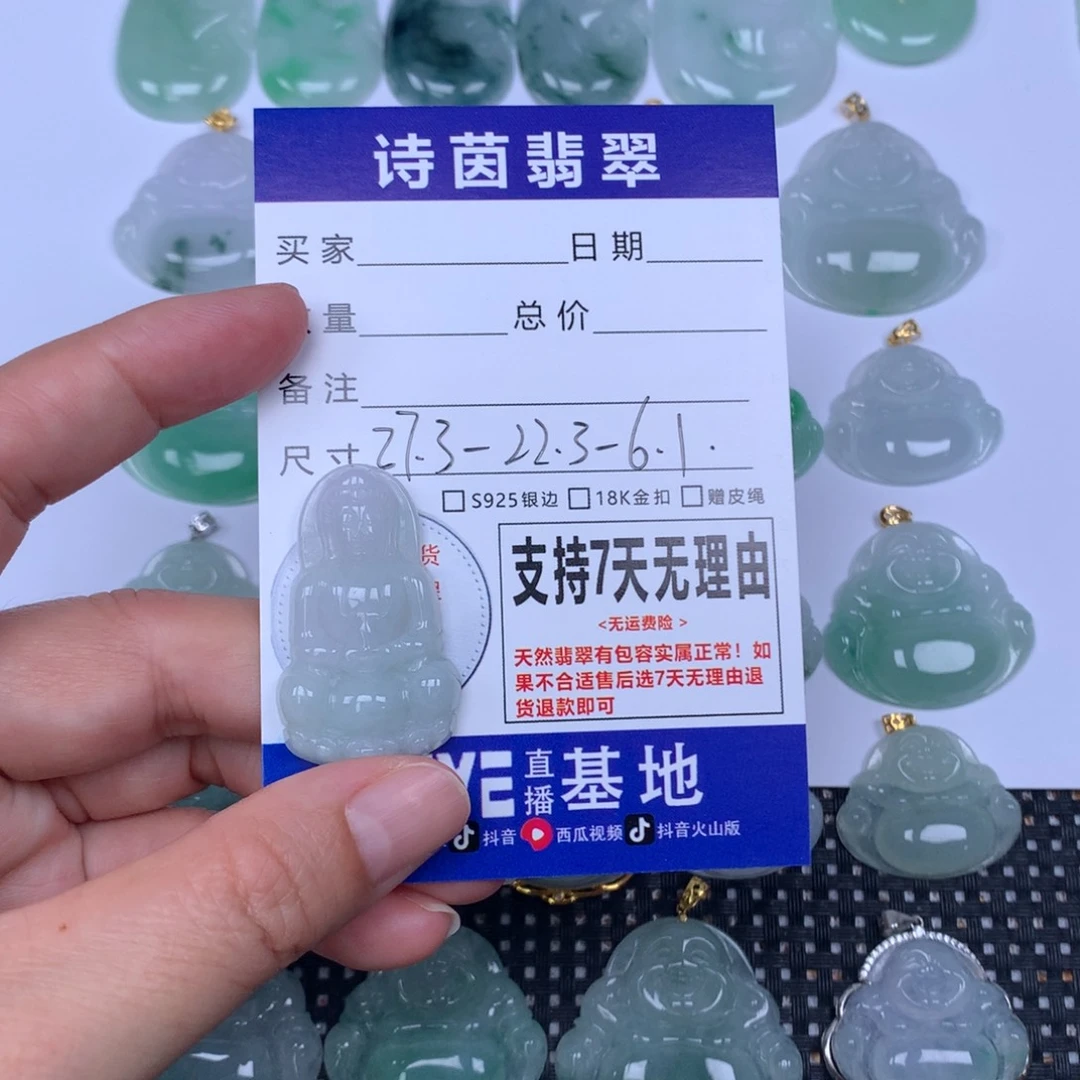 诗茵翡翠
买家 日期
量 总价
备注
尺寸 27.3-22.3-6.1.
S925银边 18K金扣 赠皮绳
货
支持7天无理由
<无运费险>
天然翡翠有包容实属正常！如
果不合适售后选7天无理由退
货退款即可
VE 直播 基地
抖音 西瓜视频 抖音火山版